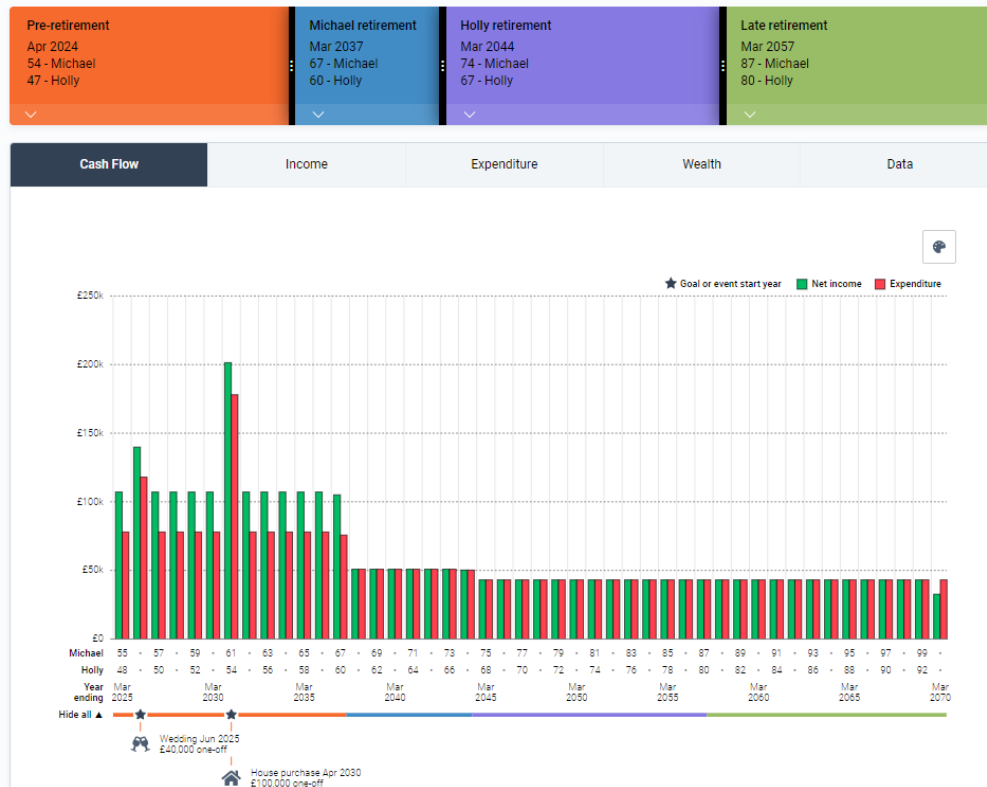 Pre-retirement
Apr 2024
54 - Michael
47 - Holly
Michael retirement
Mar 2037
67 - Michael
60 - Holly
Holly retirement
Mar 2044
74 - Michael
67 - Holly
Late retirement
Mar 2057
87 - Michael
80 - Holly
Cash Flow Income Expenditure Wealth Data
Goal or event start year Net income Expenditure
£250k
£200k
£150k
£100k
£50k
£0
Michael 55 - 57 - 59 - 61 - 63 - 65 - 67 - 69 - 71 - 73 - 75 - 77 - 79 - 81 - 83 - 85 - 87 - 89 - 91 - 93 - 95 - 97 - 99 -
Holly 48 - 50 - 52 - 54 - 56 - 58 - 60 - 62 - 64 - 66 - 68 - 70 - 72 - 74 - 76 - 78 - 80 - 82 - 84 - 86 - 88 - 90 - 92 -
Year Mar Mar Mar Mar Mar Mar Mar Mar Mar Mar
ending 2025 2030 2035 2040 2045 2050 2055 2060 2065 2070
Hide all ▲
Wedding Jun 2025
£40,000 one-off
House purchase Apr 2030
£100,000 one-off